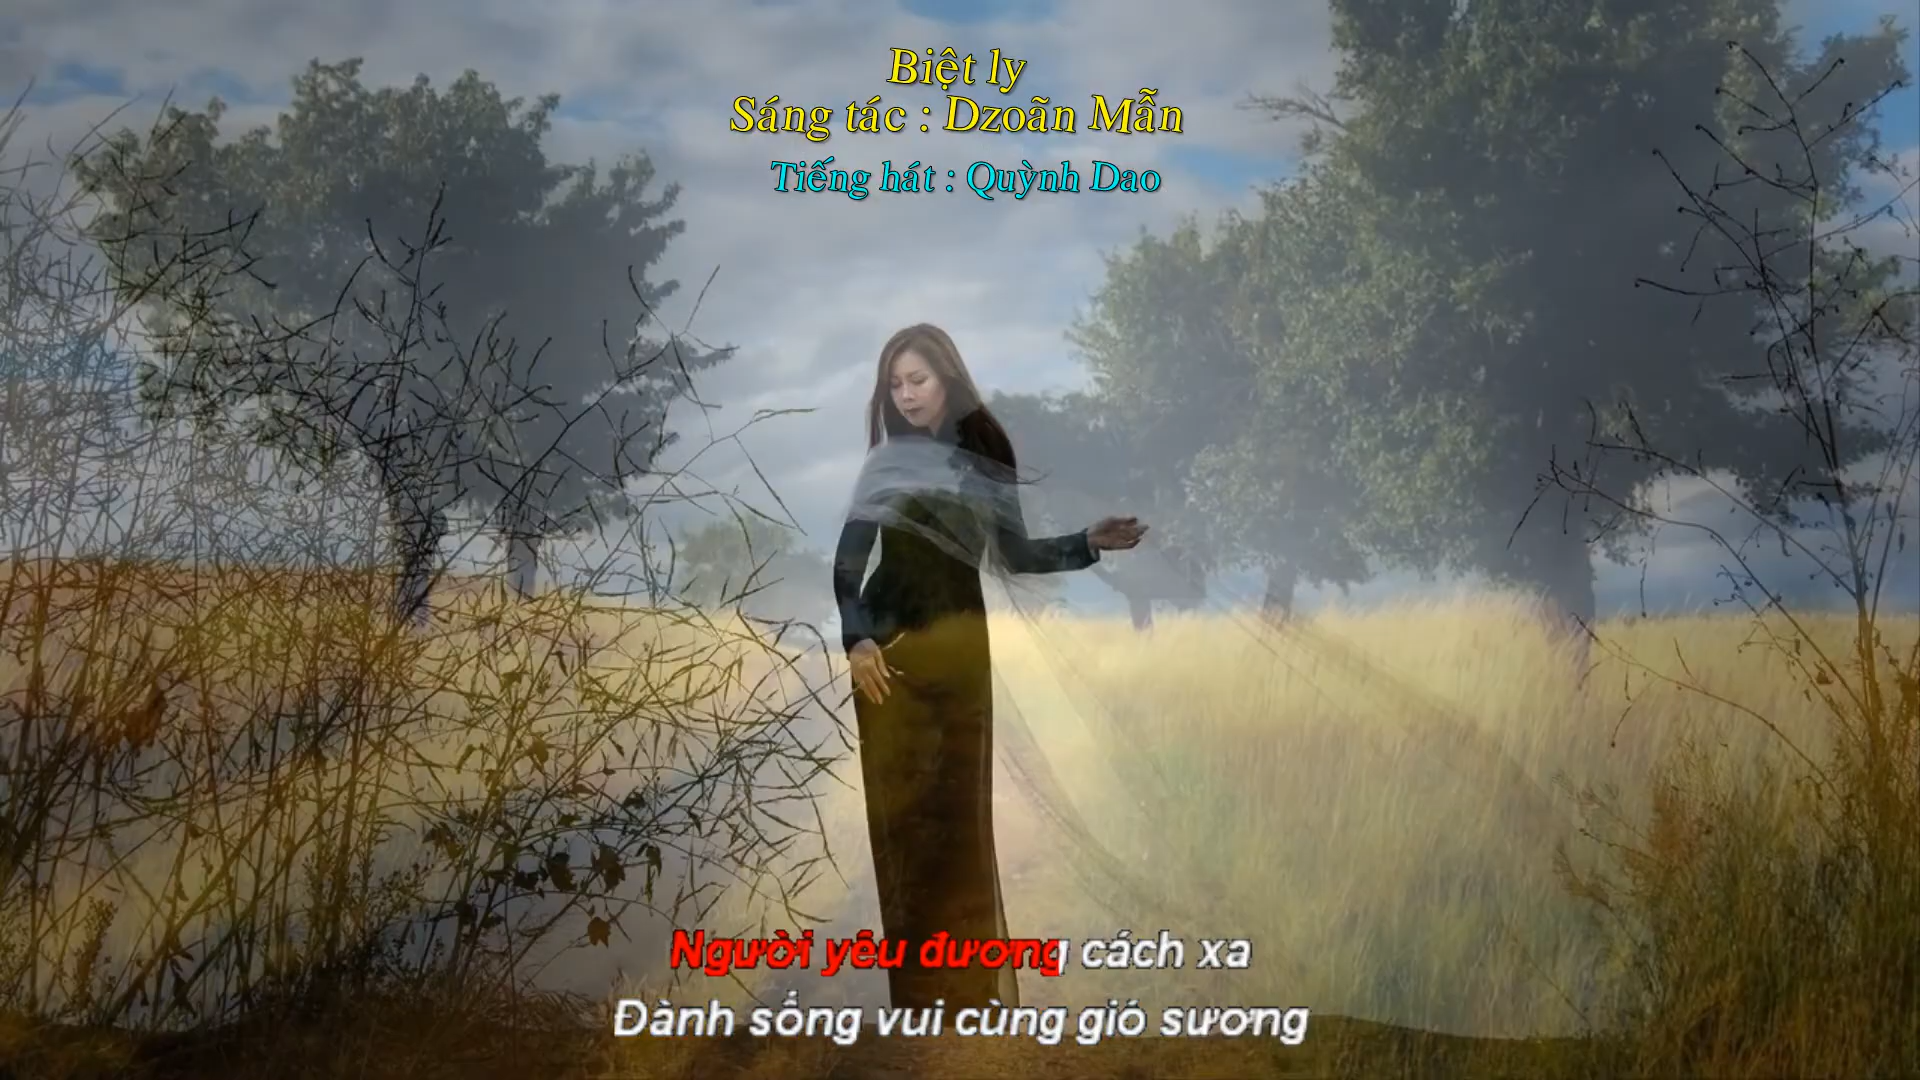 Biệt ly
Sáng tác : Dzoãn Mẫn
Tiếng hát : Quỳnh Dao
Người yêu đương cách xa
Đành sống vui cùng gió sương